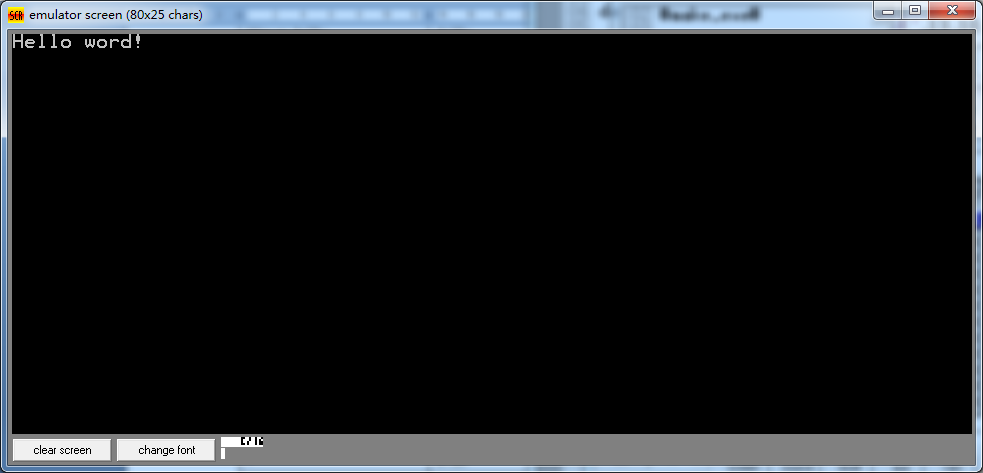 emulator screen (80x25 chars)
Hello word!
clear screen
change font